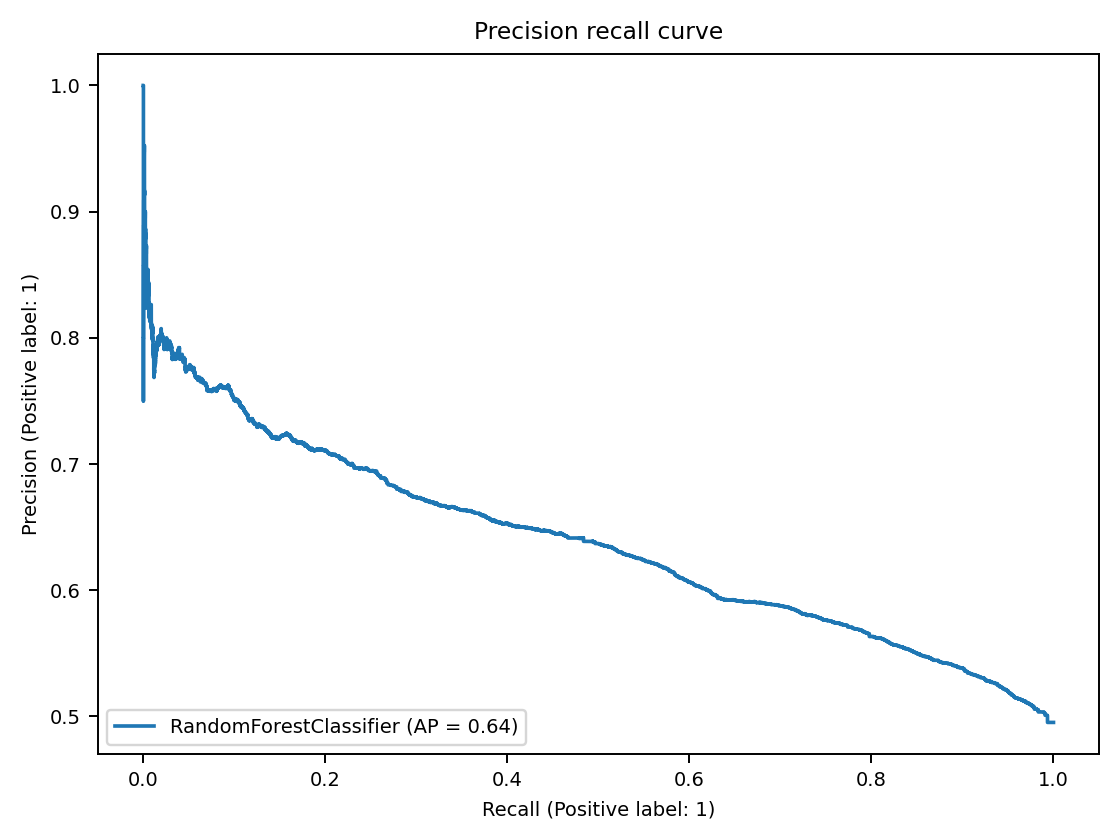 Precision recall curve
1.0
0.9
0.8
0.7
0.6
0.5
Precision (Positive label: 1)
RandomForestClassifier (AP = 0.64)
0.0 0.2 0.4 0.6 0.8 1.0
Recall (Positive label: 1)